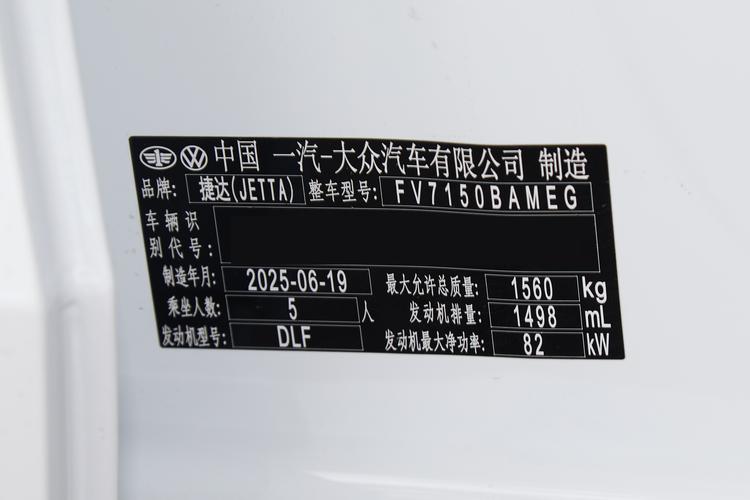 中国 一汽-大众汽车有限公司 制造
品牌: 捷达(JETTA) 整车型号: FV7150BAMEG
车辆识
别代号:
制造年月: 2025-06-19 最大允许总质量: 1560 kg
乘坐人数: 5 人 发动机排量: 1498 mL
发动机型号: DLF 发动机最大净功率: 82 kW